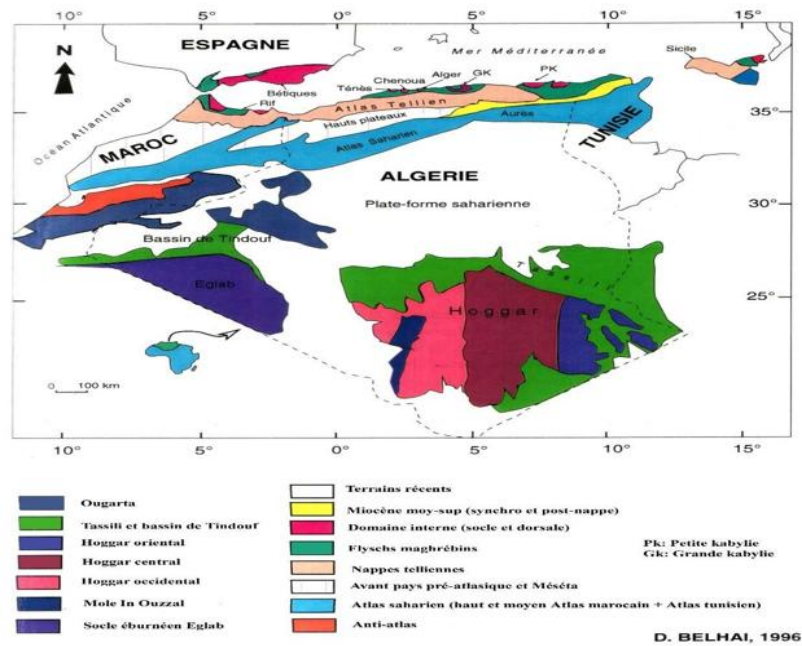 10° 5° 0° 5° 10° 15°
N
ESPAGNE
Mer Méditerranée
Sicile
Océan Atlantique
Bétiques
Ténès
Chenoua
Alger
GK
PK
35°
35°
Rif
Atlas Tellien
Hauts plateaux
Aurès
TUNISIE
MAROC
Atlas Saharien
ALGERIE
30°
30°
Plate-forme saharienne
Bassin de Tindouf
Tassili
Eglab
Hoggar
25°
25°
0 100 km
10° 5° 0° 5° 10° 15°
Ougarta
Tassili et bassin de Tindouf
Hoggar oriental
Hoggar central
Hoggar occidental
Mole In Ouzzal
Socle éburnéen Eglab
Terrains récents
Miocène moy-sup (synchro et post-nappe)
Domaine interne (socle et dorsale)
Flyschs maghrébins
Nappes telliennes
Avant pays pré-atlasique et Méséta
Atlas saharien (haut et moyen Atlas marocain + Atlas tunisien)
Anti-atlas
Pk: Petite kabylie
Gk: Grande kabylie
D. BELHAI, 1996